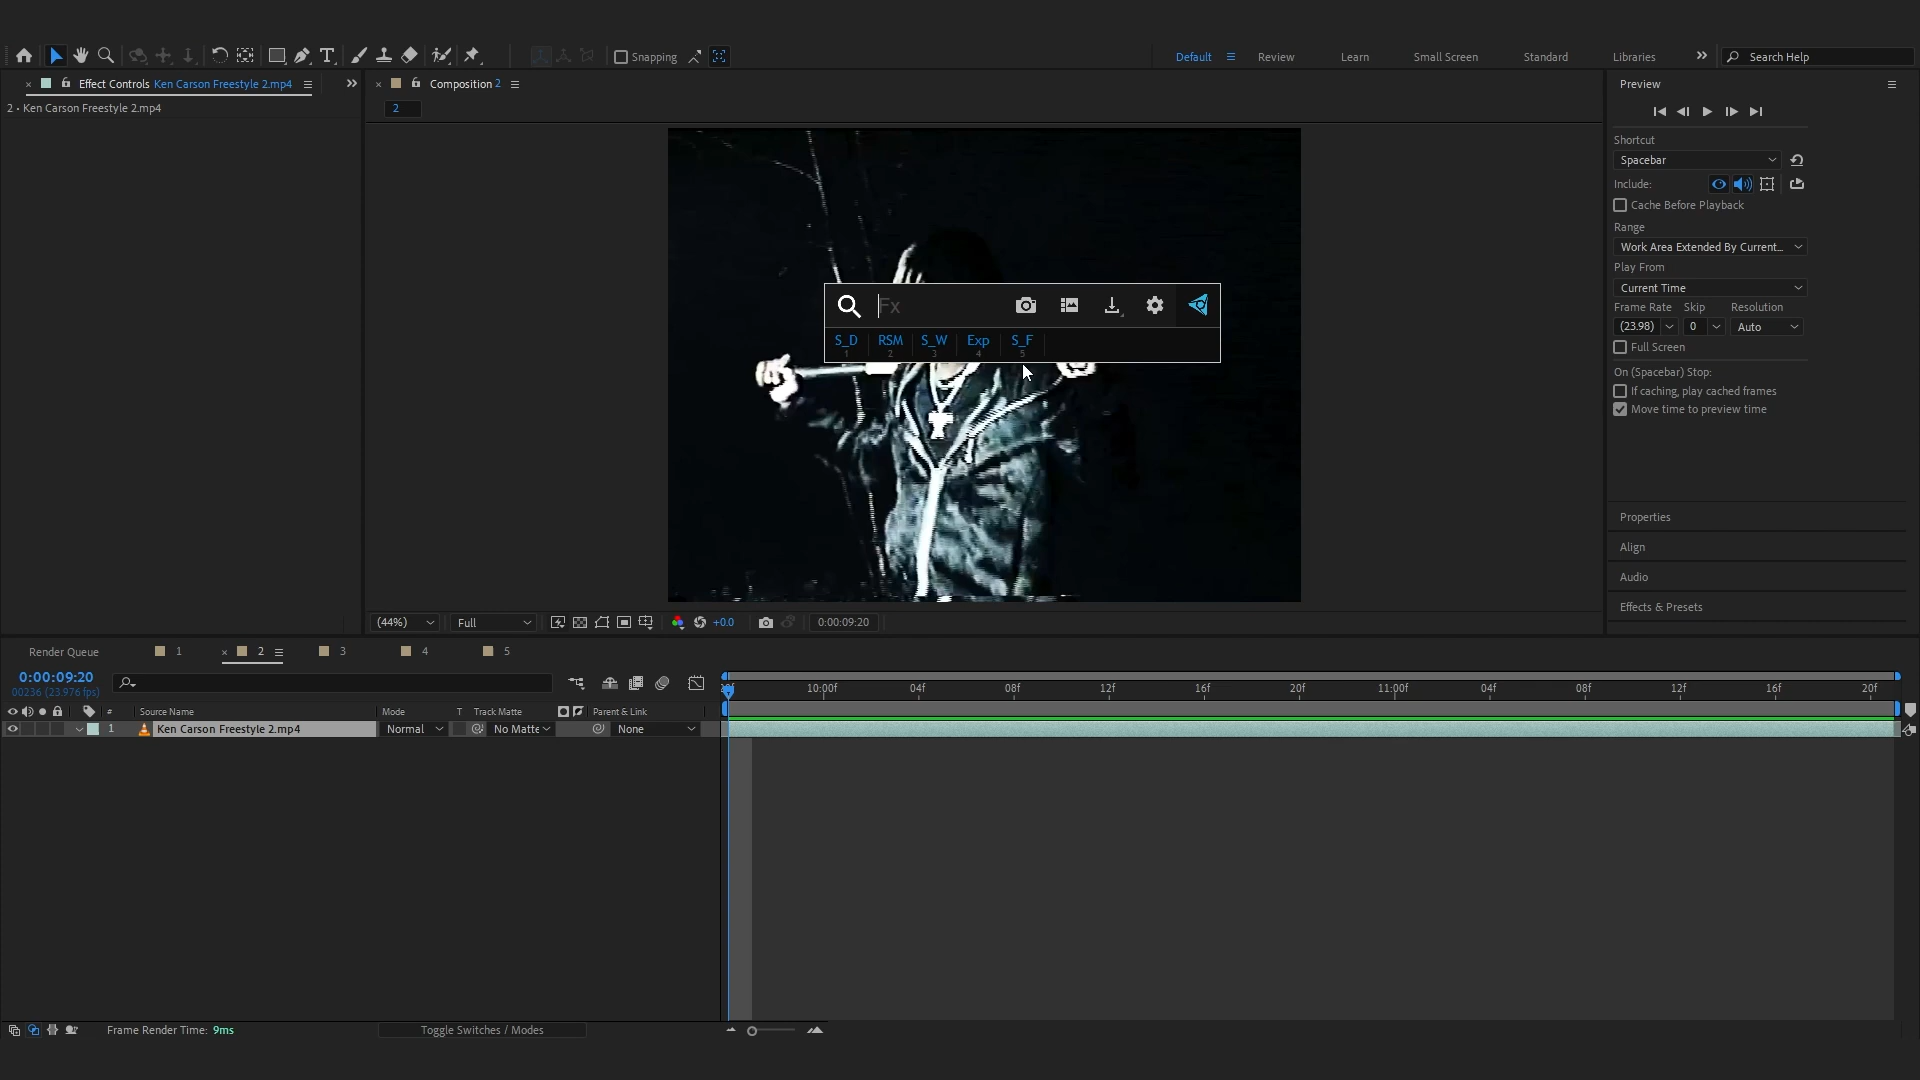 Snapping
Default
Review
Learn
Small Screen
Standard
Libraries
Search Help
Effect Controls Ken Carson Freestyle 2.mp4
Composition 2
Preview
2 • Ken Carson Freestyle 2.mp4
2
Shortcut
Spacebar
Include:
Cache Before Playback
Range
Work Area Extended By Current...
Play From
Current Time
Frame Rate Skip Resolution
(23.98) 0 Auto
Full Screen
On (Spacebar) Stop:
If caching, play cached frames
Move time to preview time
Fx
S_D RSM S_W Exp S_F
1 2 3 4 5
Properties
Align
Audio
Effects & Presets
(44%) Full +0.0 0:00:09:20
Render Queue 1 2 3 4 5
0:00:09:20
00236 (23.976 fps)
10:00f 04f 08f 12f 16f 20f 11:00f 04f 08f 12f 16f 20f
# Source Name Mode T Track Matte Parent & Link
1 Ken Carson Freestyle 2.mp4 Normal No Matte None
Frame Render Time: 9ms
Toggle Switches / Modes